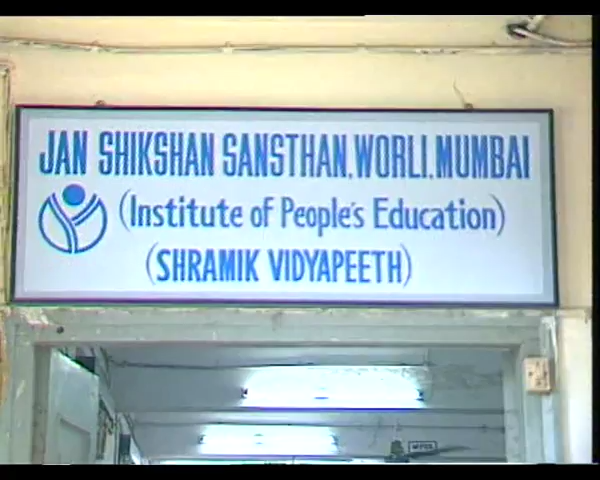 JAN SHIKSHAN SANSTHAN, WORLI, MUMBAI
(Institute of People's Education)
(SHRAMIK VIDYAPEETH)